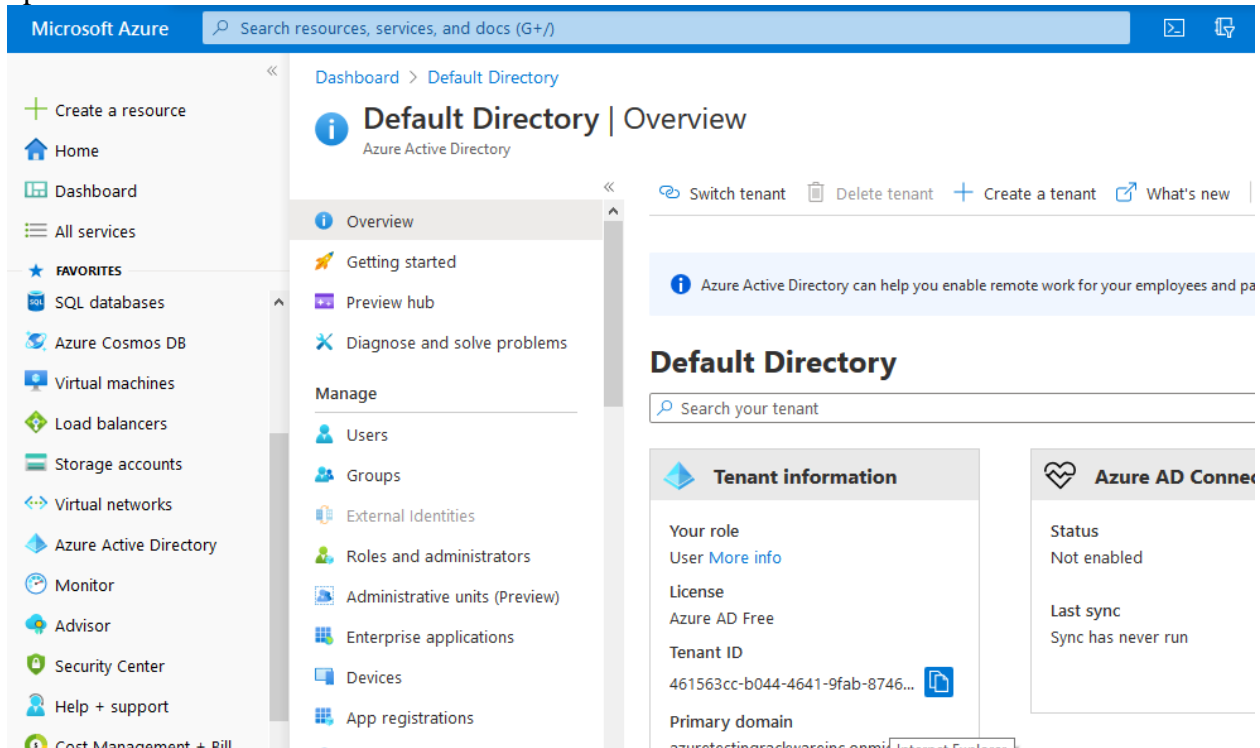 Microsoft Azure
Search resources, services, and docs (G+/)
Create a resource
Home
Dashboard
All services
FAVORITES
SQL databases
Azure Cosmos DB
Virtual machines
Load balancers
Storage accounts
Virtual networks
Azure Active Directory
Monitor
Advisor
Security Center
Help + support
Cost Management + Bill
Dashboard > Default Directory
Default Directory | Overview
Azure Active Directory
Overview
Getting started
Preview hub
Diagnose and solve problems
Manage
Users
Groups
External Identities
Roles and administrators
Administrative units (Preview)
Enterprise applications
Devices
App registrations
Switch tenant
Delete tenant
Create a tenant
What's new
Azure Active Directory can help you enable remote work for your employees and pa
Default Directory
Search your tenant
Tenant information
Your role
User More info
License
Azure AD Free
Tenant ID
461563cc-b044-4641-9fab-8746...
Primary domain
Azure AD Connec
Status
Not enabled
Last sync
Sync has never run